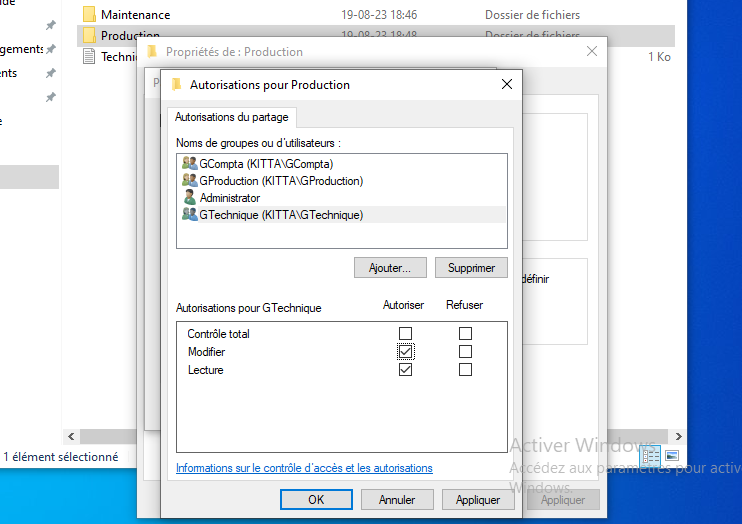 Maintenance 19-08-23 18:46 Dossier de fichiers
Production 19-08-23 18:48 Dossier de fichiers
1 Ko
Propriétés de : Production
Autorisations pour Production
Autorisations du partage
Noms de groupes ou d'utilisateurs :
GCompta (KITTA\GCompta)
GProduction (KITTA\GProduction)
Administrator
GTechnique (KITTA\GTechnique)
Ajouter... Supprimer
définir
Autorisations pour GTechnique Autoriser Refuser
Contrôle total
Modifier
Lecture
Informations sur le contrôle d'accès et les autorisations
OK Annuler Appliquer
Appliquer
1 élément sélectionné
Activer Windows
Accédez aux paramètres pour activ
Windows.